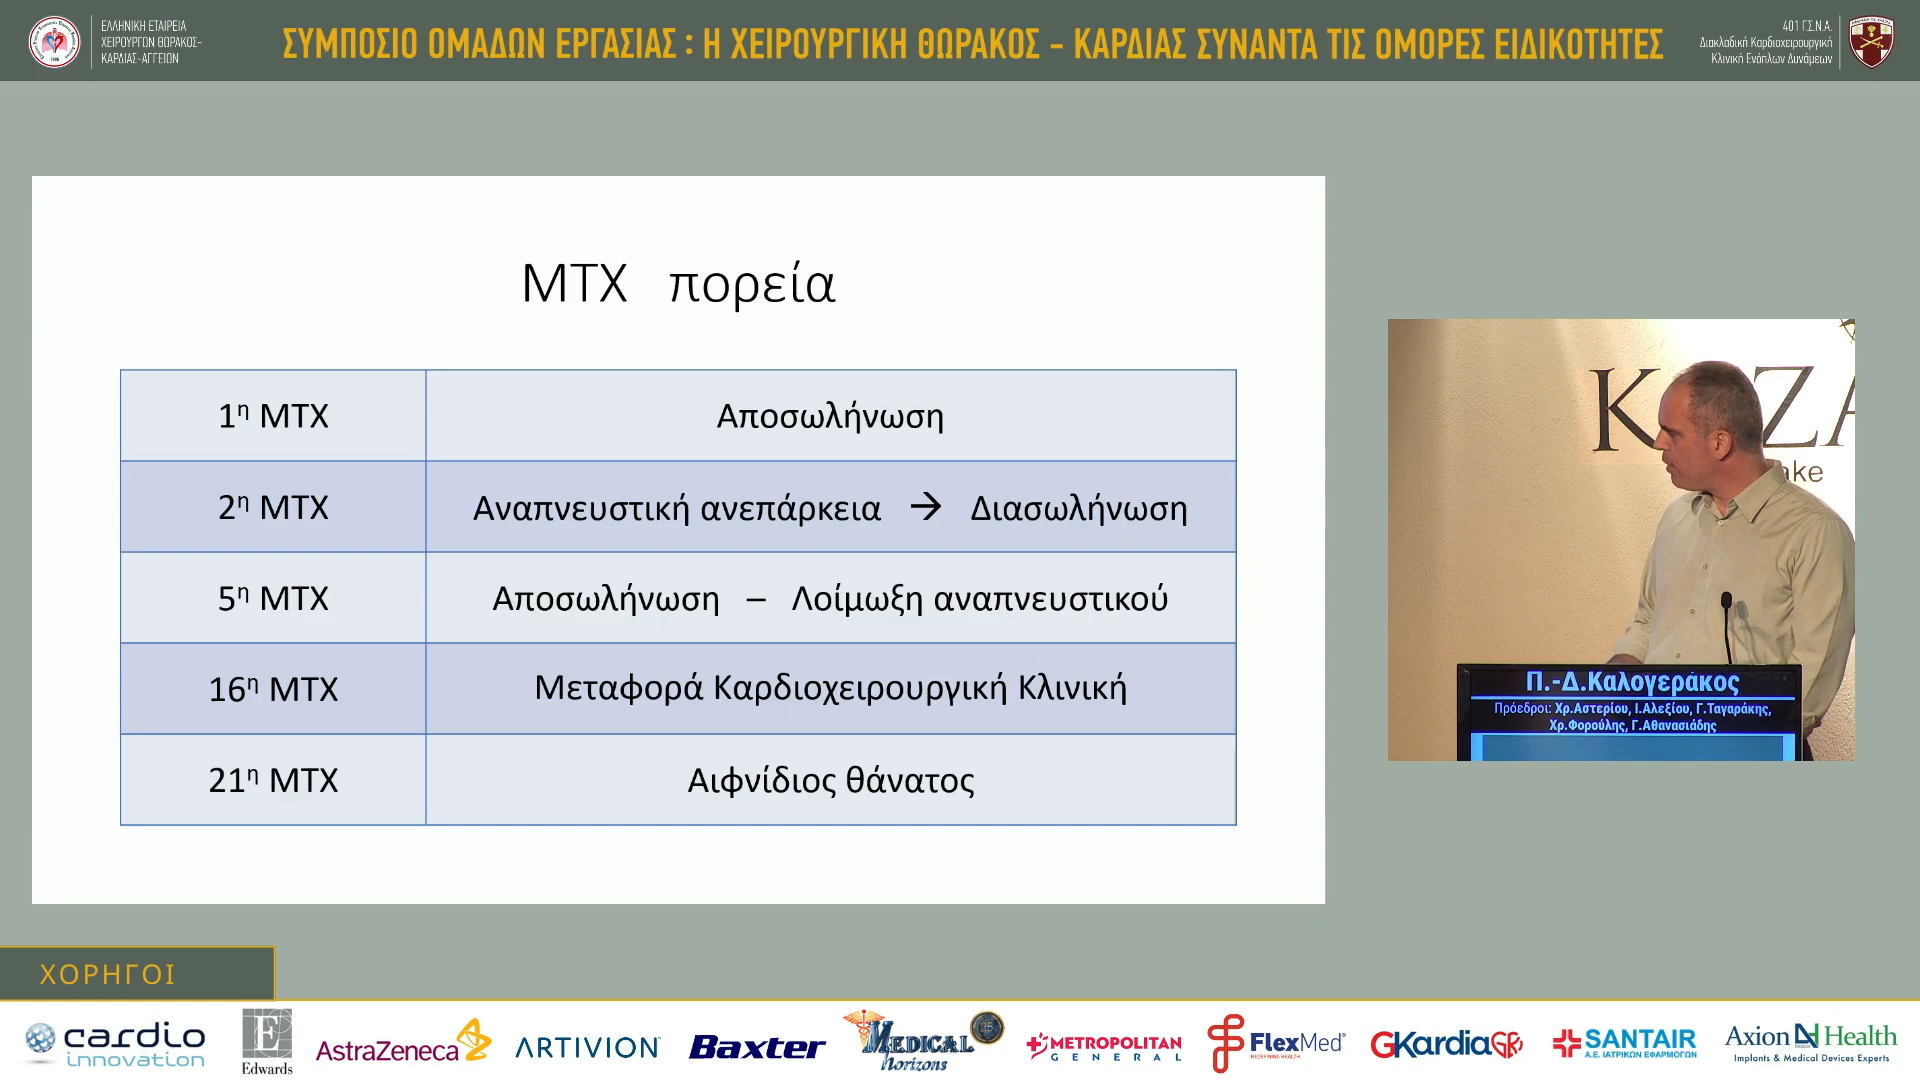 ΕΛΛΗΝΙΚΗ ΕΤΑΙΡΕΙΑ
ΧΕΙΡΟΥΡΓΩΝ ΘΩΡΑΚΟΣ-
ΚΑΡΔΙΑΣ-ΑΓΓΕΙΩΝ
ΣΥΜΠΟΣΙΟ ΟΜΑΔΩΝ ΕΡΓΑΣΙΑΣ : Η ΧΕΙΡΟΥΡΓΙΚΗ ΘΩΡΑΚΟΣ - ΚΑΡΔΙΑΣ ΣΥΝΑΝΤΑ ΤΙΣ ΟΜΟΡΕΣ ΕΙΔΙΚΟΤΗΤΕΣ
401 Γ.Σ.Ν.Α.
Διακλαδική Καρδιοχειρουργική
Κλινική Ενόπλων Δυνάμεων
ΜΤΧ πορεία
1η ΜΤΧ Αποσωλήνωση
2η ΜΤΧ Αναπνευστική ανεπάρκεια → Διασωλήνωση
5η ΜΤΧ Αποσωλήνωση – Λοίμωξη αναπνευστικού
16η ΜΤΧ Μεταφορά Καρδιοχειρουργική Κλινική
21η ΜΤΧ Αιφνίδιος θάνατος
Π.-Δ.Καλογεράκος
Πρόεδροι: Χρ.Αστερίου, Ι.Αλεξίου, Γ.Ταγαράκης,
Χρ.Φορούλης, Γ.Αθανασιάδης
ΧΟΡΗΓΟΙ
cardio
innovation
E
Edwards
AstraZeneca
ARTIVION
Baxter
MEDICAL
Horizons
25
METROPOLITAN
GENERAL
FlexMed
REDEFINING HEALTH
GKardiaGR
SANTAIR
Α.Ε. ΙΑΤΡΙΚΩΝ ΕΦΑΡΜΟΓΩΝ
Axion Health
Implants & Medical Devices Experts